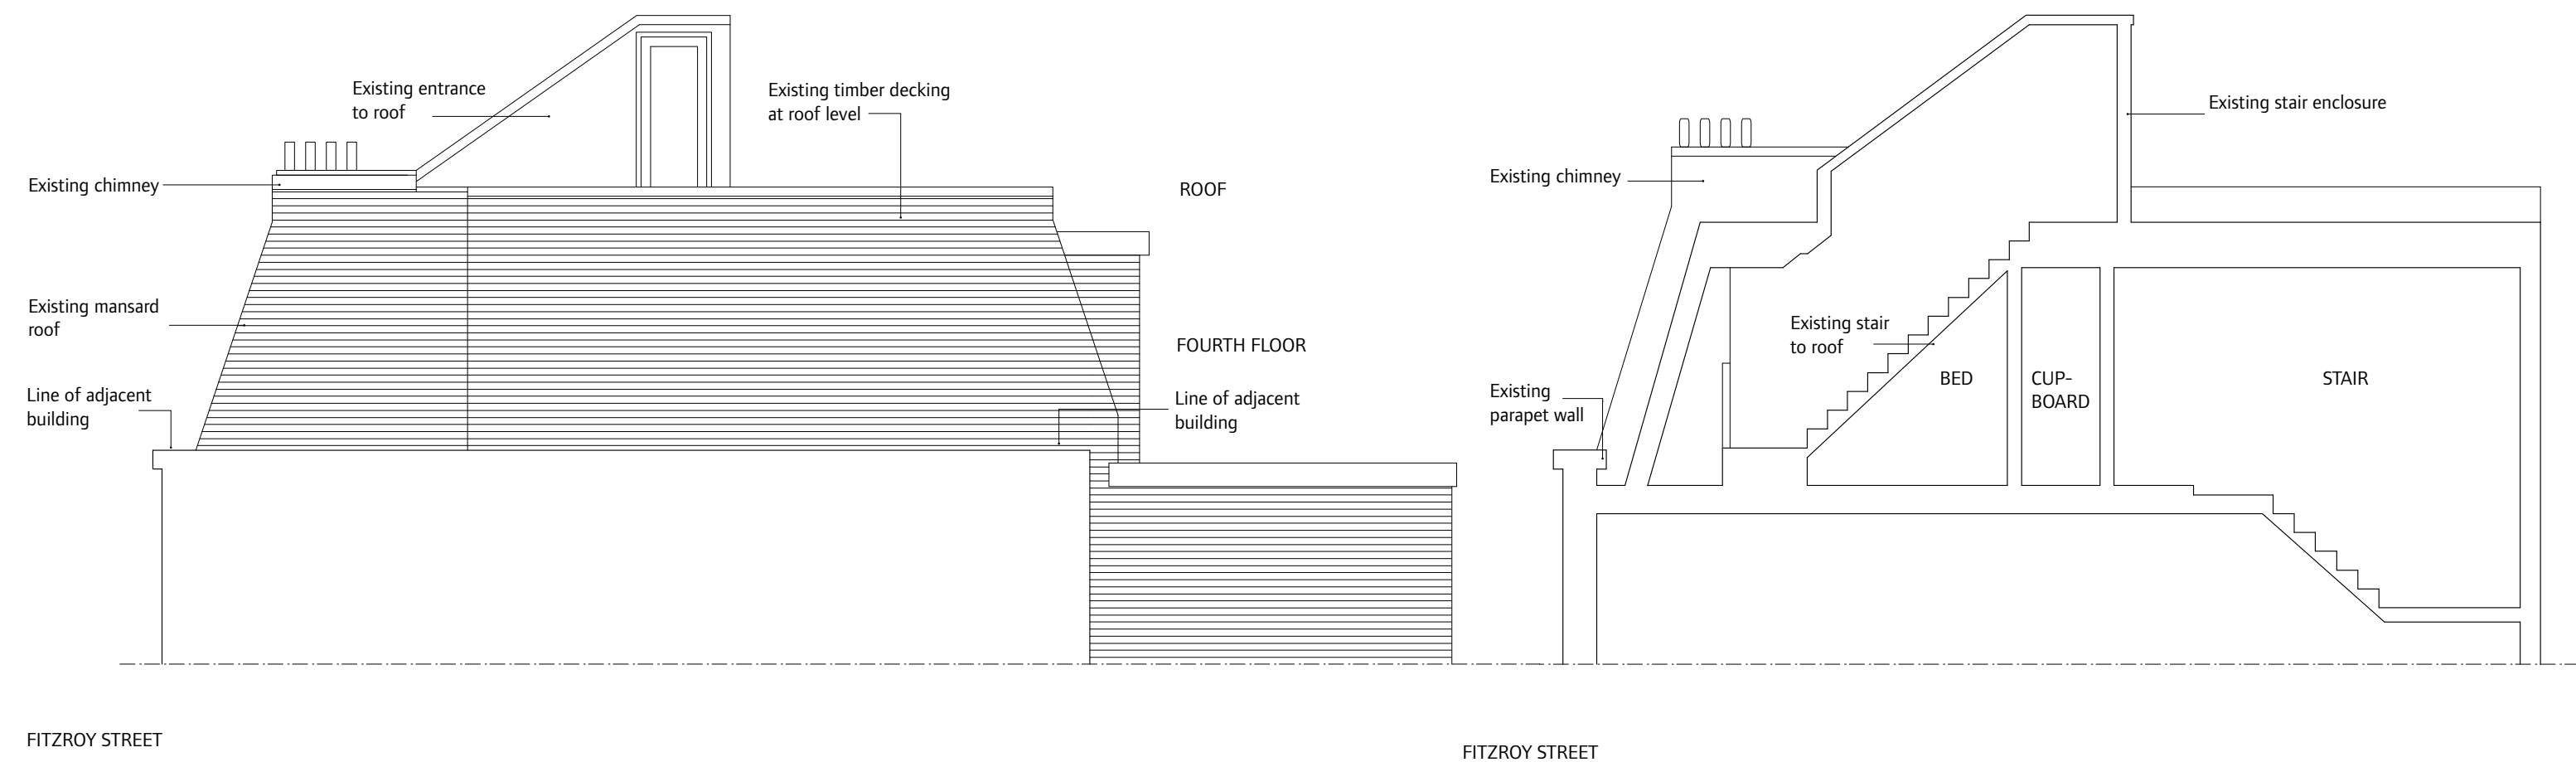 Existing entrance
to roof
Existing timber decking
at roof level
Existing chimney
ROOF
Existing mansard
roof
FOURTH FLOOR
Line of adjacent
building
Line of adjacent
building
FITZROY STREET
Existing stair enclosure
Existing chimney
Existing stair
to roof
BED
CUP-
BOARD
STAIR
Existing
parapet wall
FITZROY STREET